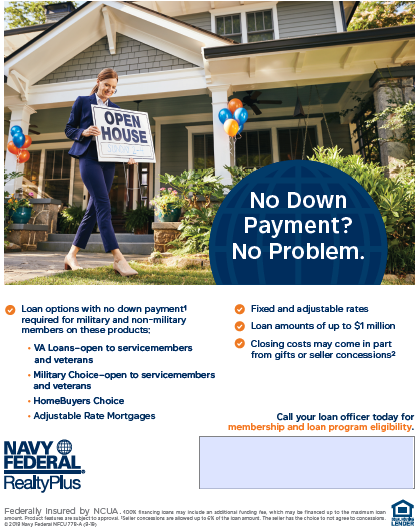 OPEN
HOUSE
No Down
Payment?
No Problem.
Loan options with no down payment¹
required for military and non-military
members on these products:
• VA Loans–open to servicemembers
and veterans
• Military Choice–open to servicemembers
and veterans
• HomeBuyers Choice
• Adjustable Rate Mortgages
Fixed and adjustable rates
Loan amounts of up to $1 million
Closing costs may come in part
from gifts or seller concessions²
Call your loan officer today for
membership and loan program eligibility.
NAVY
FEDERAL
RealtyPlus
Federally Insured by NCUA. ¹100% financing loans may include an additional funding fee, which may be financed up to the maximum loan
amount. Product features are subject to approval. ²Seller concessions are allowed up to 6% of the loan amount. The seller has the choice to not agree to concessions.
©2018 Navy Federal NFCU 779-A (8-18)
EQUAL HOUSING
LENDER